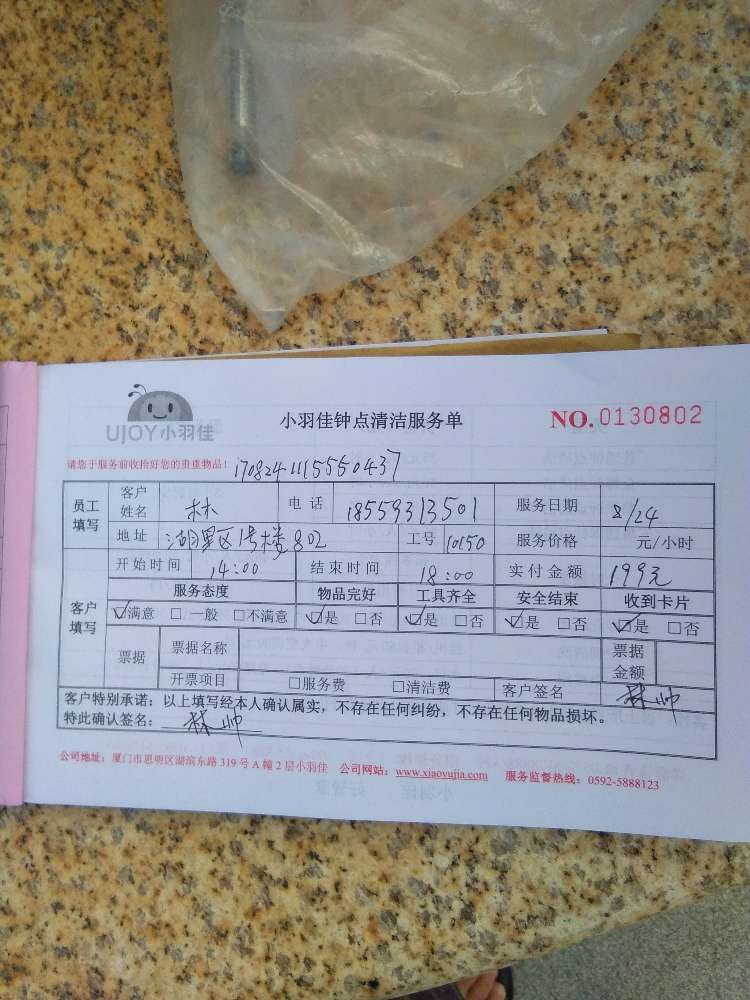 UJOY小羽佳 小羽佳钟点清洁服务单 NO.0130802
请您于服务前收拾好您的贵重物品！ 1708241115560437
员工填写 客户姓名 林 电话 18559313501 服务日期 8/24
地址 湖里区1号楼802 工号 10150 服务价格 元/小时
客户填写 开始时间 14:00 结束时间 18:00 实付金额 199元
服务态度 物品完好 工具齐全 安全结束 收到卡片
☑满意 □一般 □不满意 ☑是 □否 ☑是 □否 ☑是 □否 ☑是 □否
票据 票据名称 票据金额
开票项目 □服务费 □清洁费 客户签名 林帅
客户特别承诺：以上填写经本人确认属实，不存在任何纠纷，不存在任何物品损坏。
特此确认签名： 林帅
公司地址：厦门市思明区湖滨东路319号A幢2层小羽佳 公司网站：www.xiaoyujia.com 服务监督热线：0592-5888123